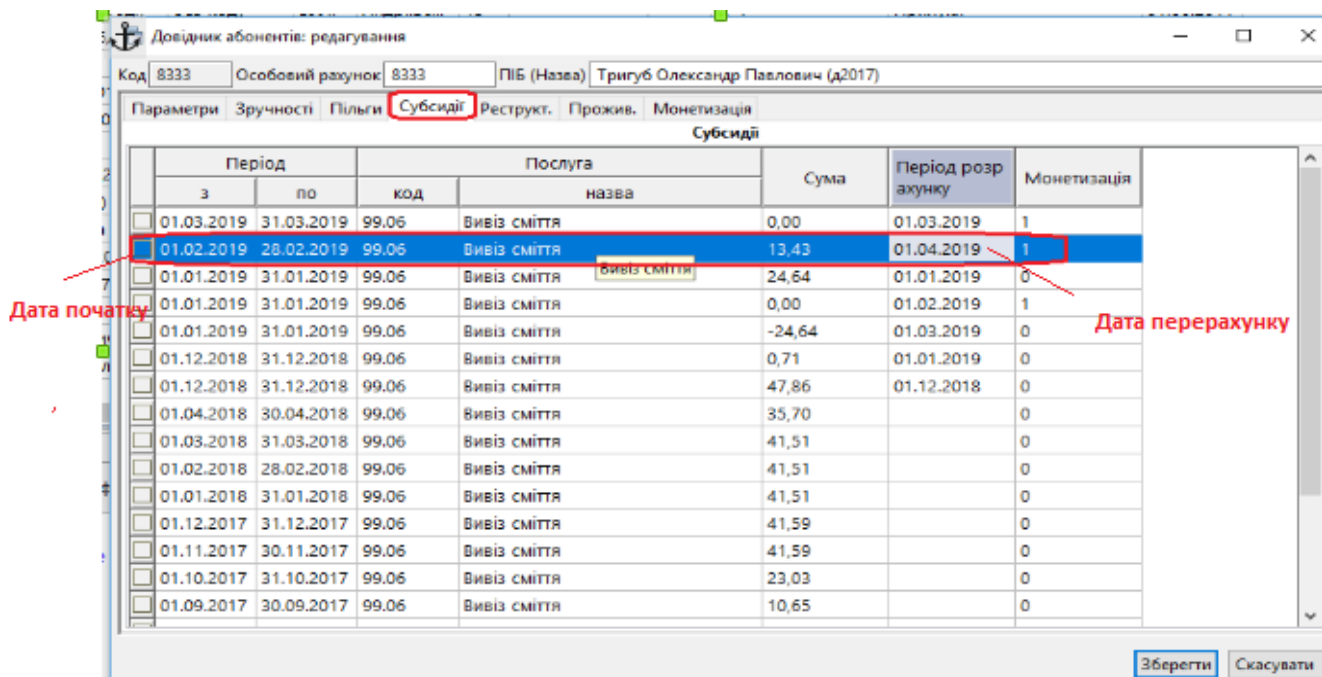 Довідник абонентів: редагування
Код 8333 Особовий рахунок 8333 ПІБ (Назва) Тригуб Олександр Павлович (д2017)
Параметри Зручності Пільги Субсидії Реструкт. Прожив. Монетизація
Субсидії
Період Послуга Сума Період розр
ахунку Монетизація
з по код назва
01.03.2019 31.03.2019 99.06 Вивіз сміття 0,00 01.03.2019 1
01.02.2019 28.02.2019 99.06 Вивіз сміття 13,43 01.04.2019 1
Вивіз сміття
01.01.2019 31.01.2019 99.06 Вивіз сміття 24,64 01.01.2019 0
Дата початку
01.01.2019 31.01.2019 99.06 Вивіз сміття 0,00 01.02.2019 1
Дата перерахунку
01.01.2019 31.01.2019 99.06 Вивіз сміття -24,64 01.03.2019 0
01.12.2018 31.12.2018 99.06 Вивіз сміття 0,71 01.01.2019 0
01.12.2018 31.12.2018 99.06 Вивіз сміття 47,86 01.12.2018 0
01.04.2018 30.04.2018 99.06 Вивіз сміття 35,70 0
01.03.2018 31.03.2018 99.06 Вивіз сміття 41,51 0
01.02.2018 28.02.2018 99.06 Вивіз сміття 41,51 0
01.01.2018 31.01.2018 99.06 Вивіз сміття 41,51 0
01.12.2017 31.12.2017 99.06 Вивіз сміття 41,59 0
01.11.2017 30.11.2017 99.06 Вивіз сміття 41,59 0
01.10.2017 31.10.2017 99.06 Вивіз сміття 23,03 0
01.09.2017 30.09.2017 99.06 Вивіз сміття 10,65 0
Зберегти Скасувати